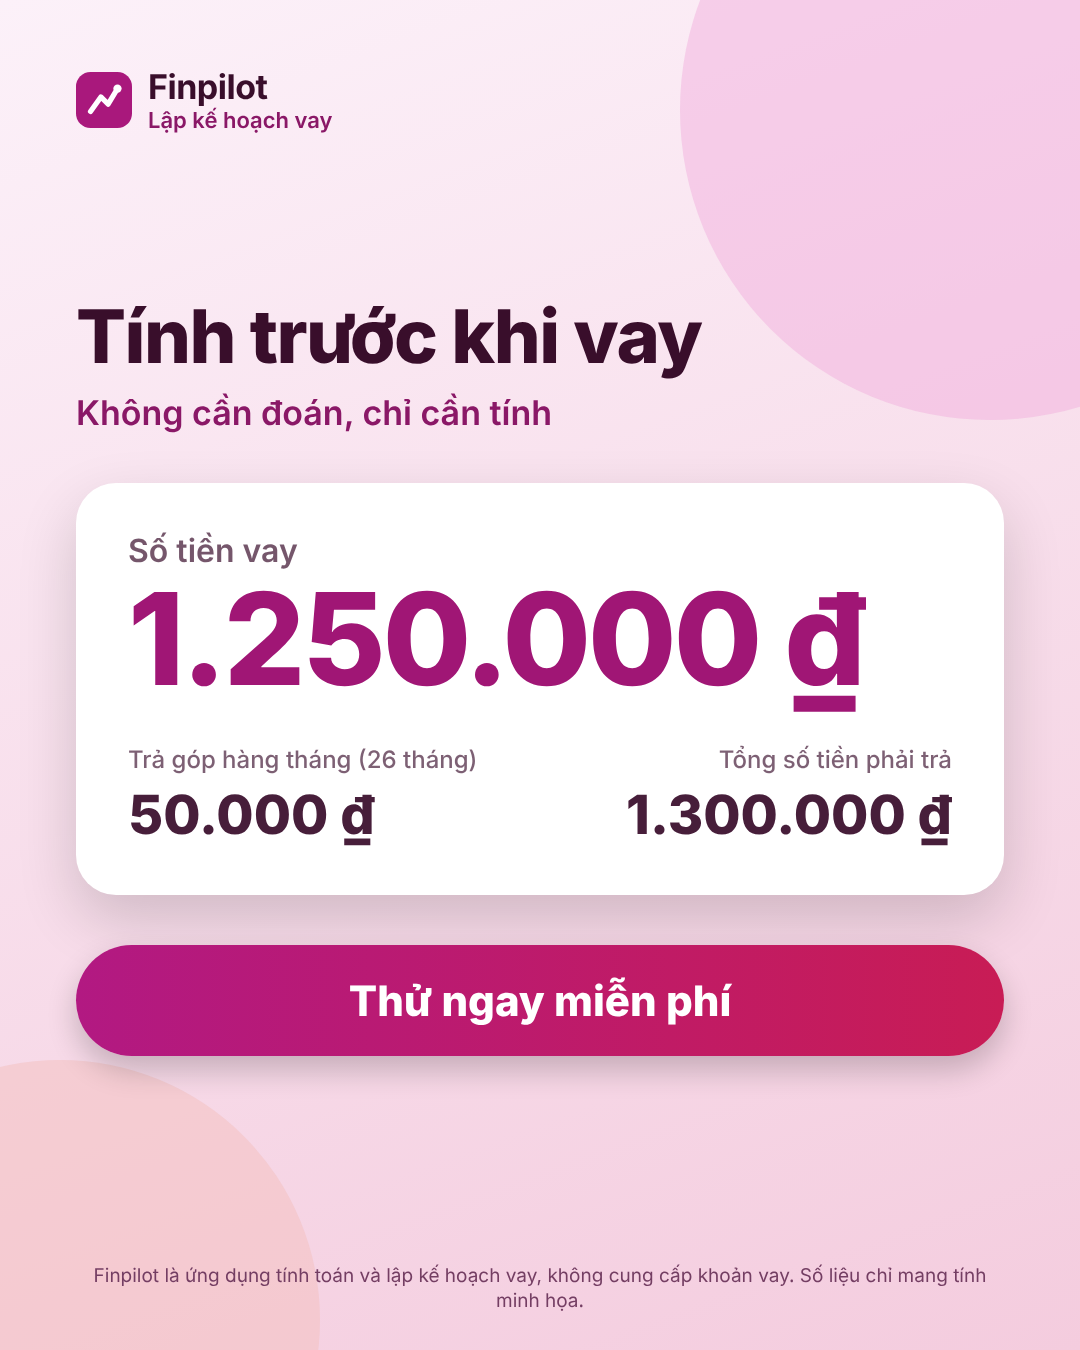 Finpilot
Lập kế hoạch vay
Tính trước khi vay
Không cần đoán, chỉ cần tính
Số tiền vay
1.250.000 ₫
Trả góp hàng tháng (26 tháng)
50.000 ₫
Tổng số tiền phải trả
1.300.000 ₫
Thử ngay miễn phí
Finpilot là ứng dụng tính toán và lập kế hoạch vay, không cung cấp khoản vay. Số liệu chỉ mang tính
minh họa.